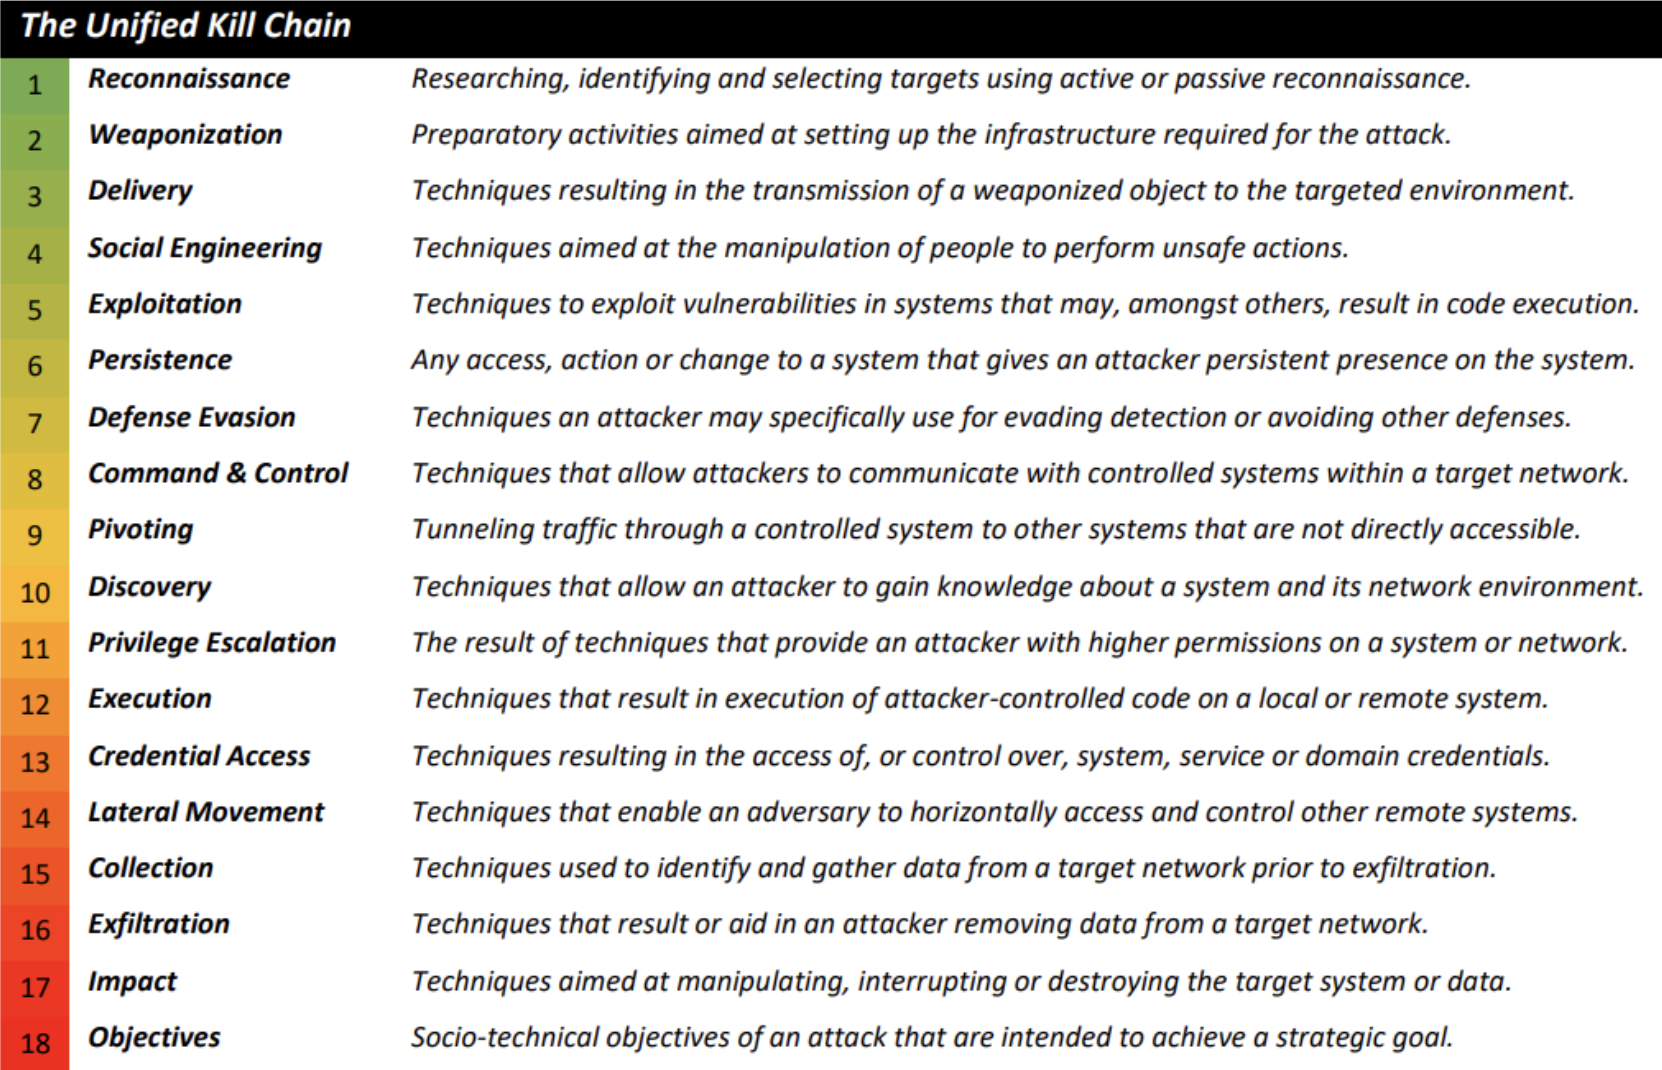 The Unified Kill Chain
1 Reconnaissance Researching, identifying and selecting targets using active or passive reconnaissance.
2 Weaponization Preparatory activities aimed at setting up the infrastructure required for the attack.
3 Delivery Techniques resulting in the transmission of a weaponized object to the targeted environment.
4 Social Engineering Techniques aimed at the manipulation of people to perform unsafe actions.
5 Exploitation Techniques to exploit vulnerabilities in systems that may, amongst others, result in code execution.
6 Persistence Any access, action or change to a system that gives an attacker persistent presence on the system.
7 Defense Evasion Techniques an attacker may specifically use for evading detection or avoiding other defenses.
8 Command & Control Techniques that allow attackers to communicate with controlled systems within a target network.
9 Pivoting Tunneling traffic through a controlled system to other systems that are not directly accessible.
10 Discovery Techniques that allow an attacker to gain knowledge about a system and its network environment.
11 Privilege Escalation The result of techniques that provide an attacker with higher permissions on a system or network.
12 Execution Techniques that result in execution of attacker-controlled code on a local or remote system.
13 Credential Access Techniques resulting in the access of, or control over, system, service or domain credentials.
14 Lateral Movement Techniques that enable an adversary to horizontally access and control other remote systems.
15 Collection Techniques used to identify and gather data from a target network prior to exfiltration.
16 Exfiltration Techniques that result or aid in an attacker removing data from a target network.
17 Impact Techniques aimed at manipulating, interrupting or destroying the target system or data.
18 Objectives Socio-technical objectives of an attack that are intended to achieve a strategic goal.